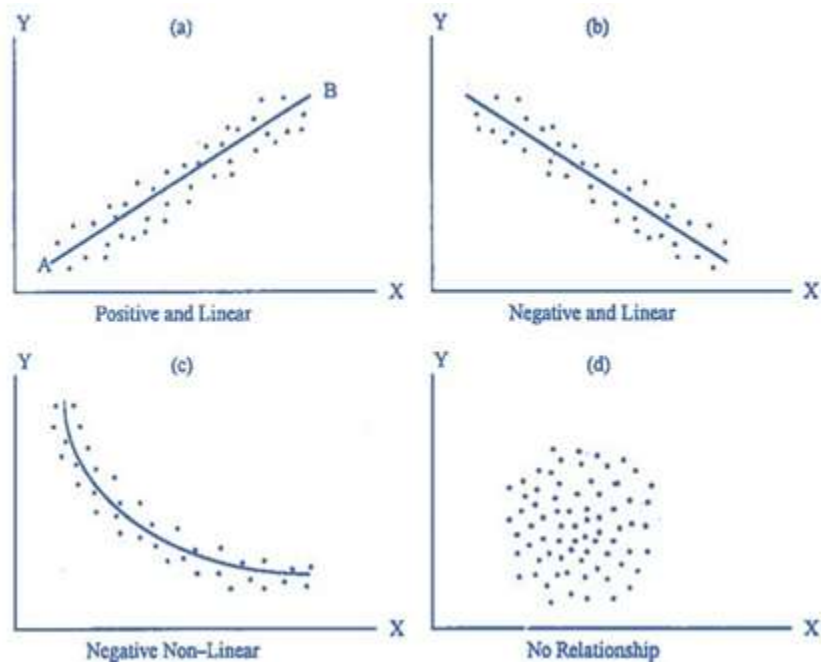 Y
(a)
B
A
X
Positive and Linear
Y
(b)
X
Negative and Linear
Y
(c)
X
Negative Non-Linear
Y
(d)
X
No Relationship